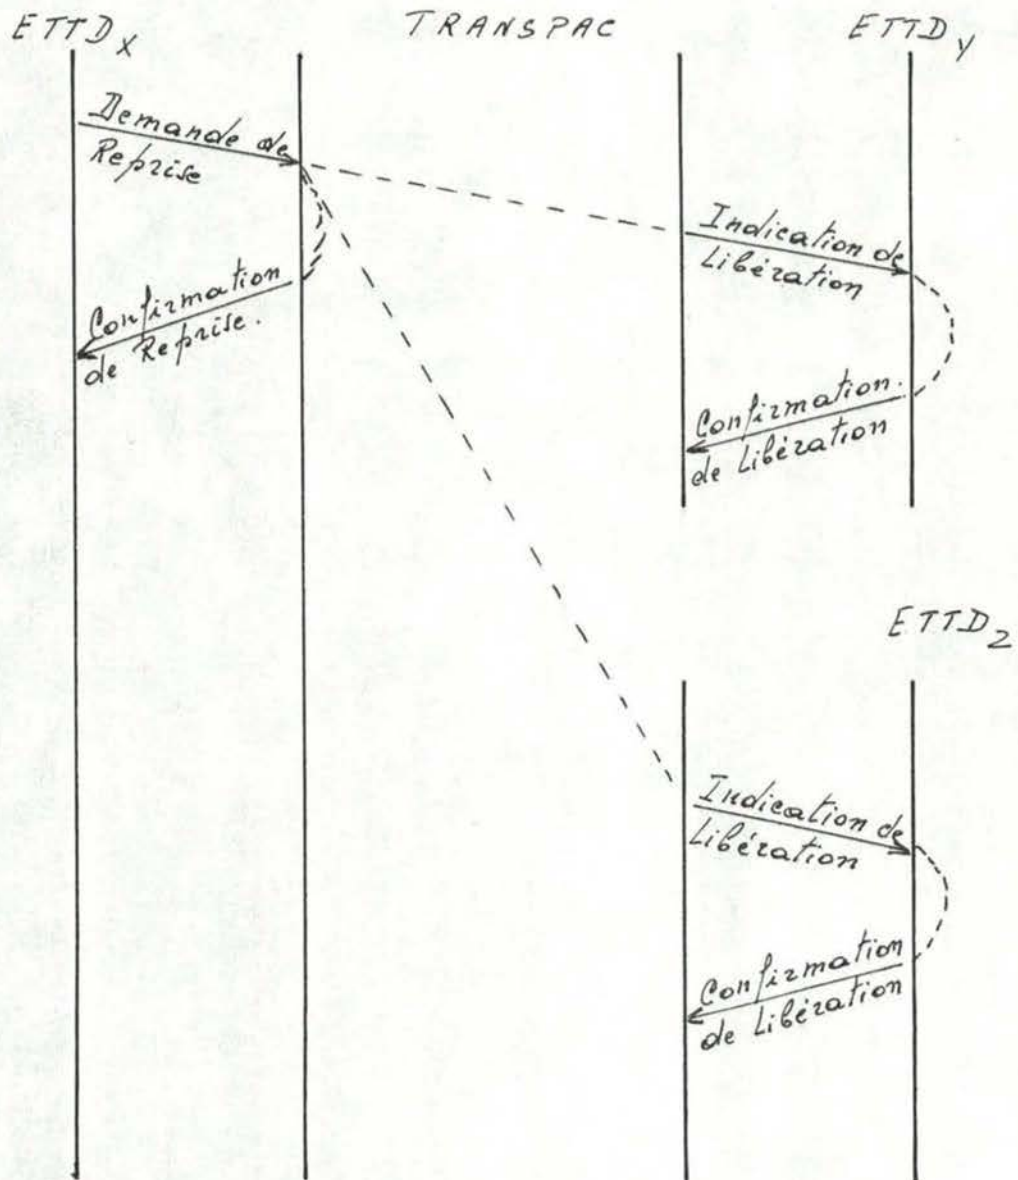 ETTDX
TRANSPAC
ETTDY
Demande de
Reprise
Indication de
Libération
Confirmation
de Reprise.
Confirmation.
de Libération
ETTDZ
Indication de
Libération
Confirmation
de Libération